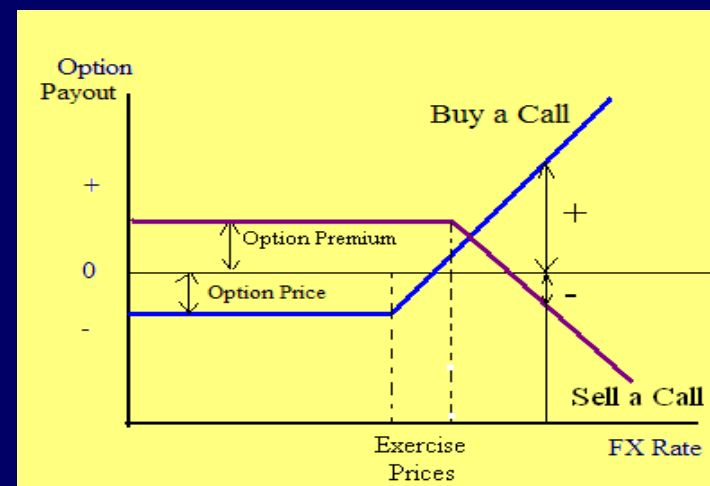 Option
Payout
Buy a Call
+
+
Option Premium
0
Option Price
-
-
Sell a Call
Exercise
Prices
FX Rate